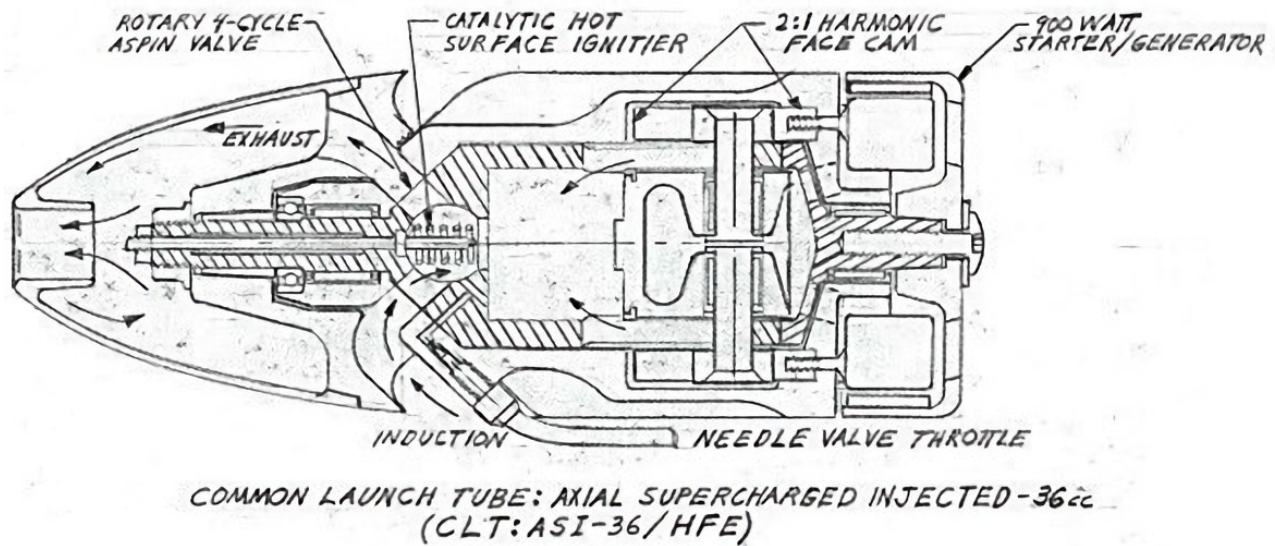 ROTARY 4-CYCLE
ASPIN VALVE
CATALYTIC HOT
SURFACE IGNITIER
2:1 HARMONIC
FACE CAM
900 WATT
STARTER/GENERATOR
EXHAUST
INDUCTION
NEEDLE VALVE THROTTLE
COMMON LAUNCH TUBE: AXIAL SUPERCHARGED INJECTED-36cc
(CLT: ASI-36/HFE)